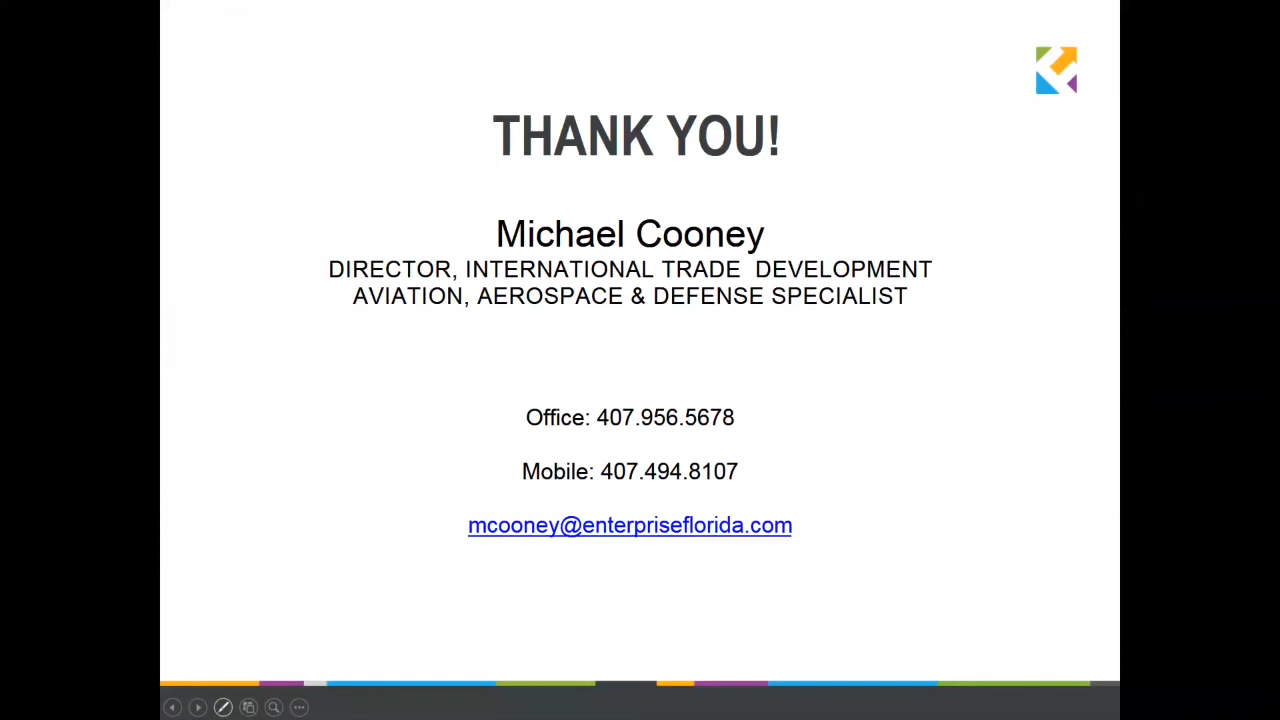 THANK YOU!
Michael Cooney
DIRECTOR, INTERNATIONAL TRADE  DEVELOPMENT
AVIATION, AEROSPACE & DEFENSE SPECIALIST
Office: 407.956.5678
Mobile: 407.494.8107
mcooney@enterpriseflorida.com